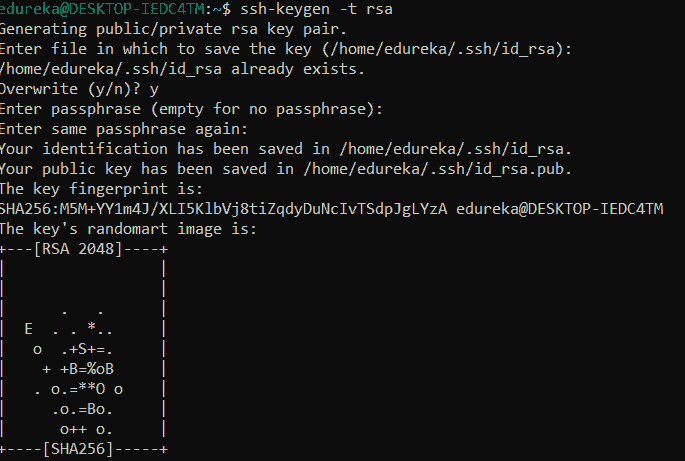 edureka@DESKTOP-IEDC4TM:~$ ssh-keygen -t rsa
Generating public/private rsa key pair.
Enter file in which to save the key (/home/edureka/.ssh/id_rsa):
/home/edureka/.ssh/id_rsa already exists.
Overwrite (y/n)? y
Enter passphrase (empty for no passphrase):
Enter same passphrase again:
Your identification has been saved in /home/edureka/.ssh/id_rsa.
Your public key has been saved in /home/edureka/.ssh/id_rsa.pub.
The key fingerprint is:
SHA256:M5M+YY1m4J/XLI5KlbVj8tiZqdyDuNcIvTSdpJgLYzA edureka@DESKTOP-IEDC4TM
The key's randomart image is:
+---[RSA 2048]----+
|                 |
|                 |
|      .   .      |
|  E  . . *..     |
|   o  .+S+=.     |
|    + +B=%oB     |
|   . o.=**O o    |
|     .o.=Bo.     |
|      o++ o.     |
+----[SHA256]-----+